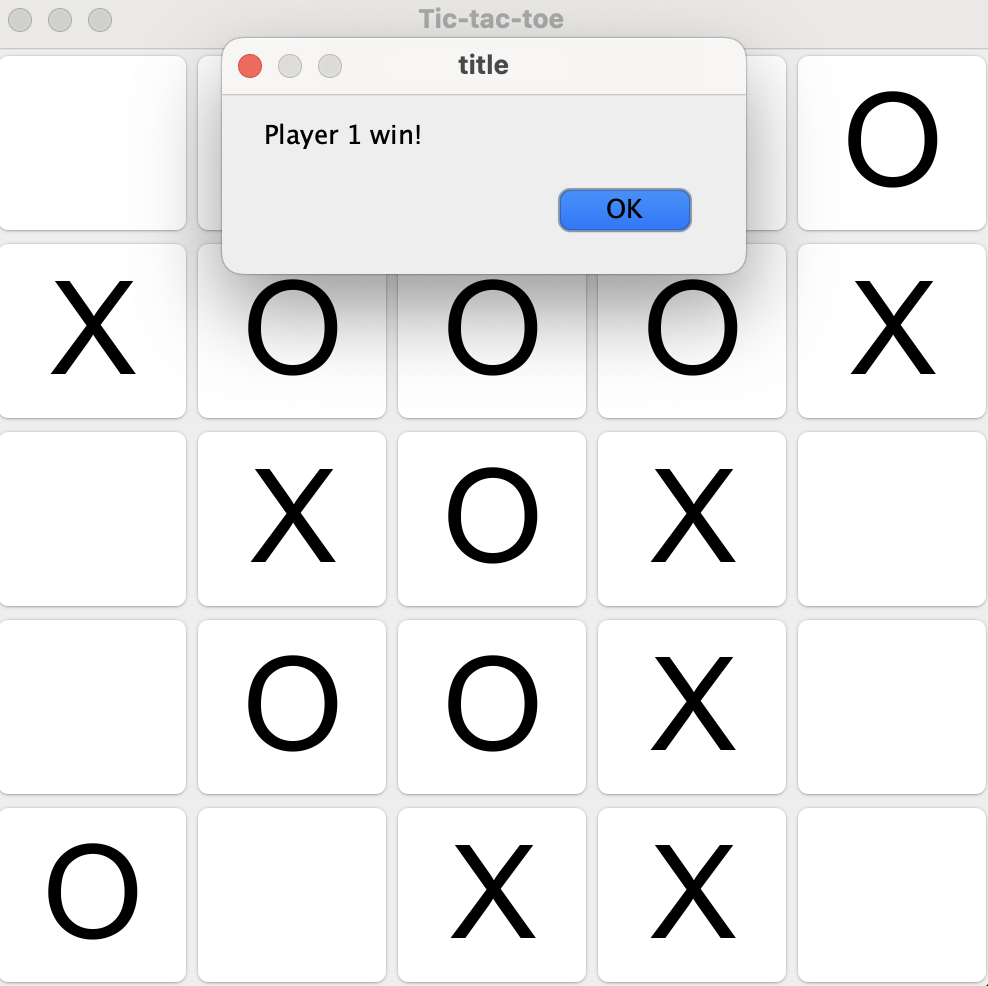 Tic-tac-toe
title
Player 1 win!
OK
O
X O O O X
X O X
O O X
O X X